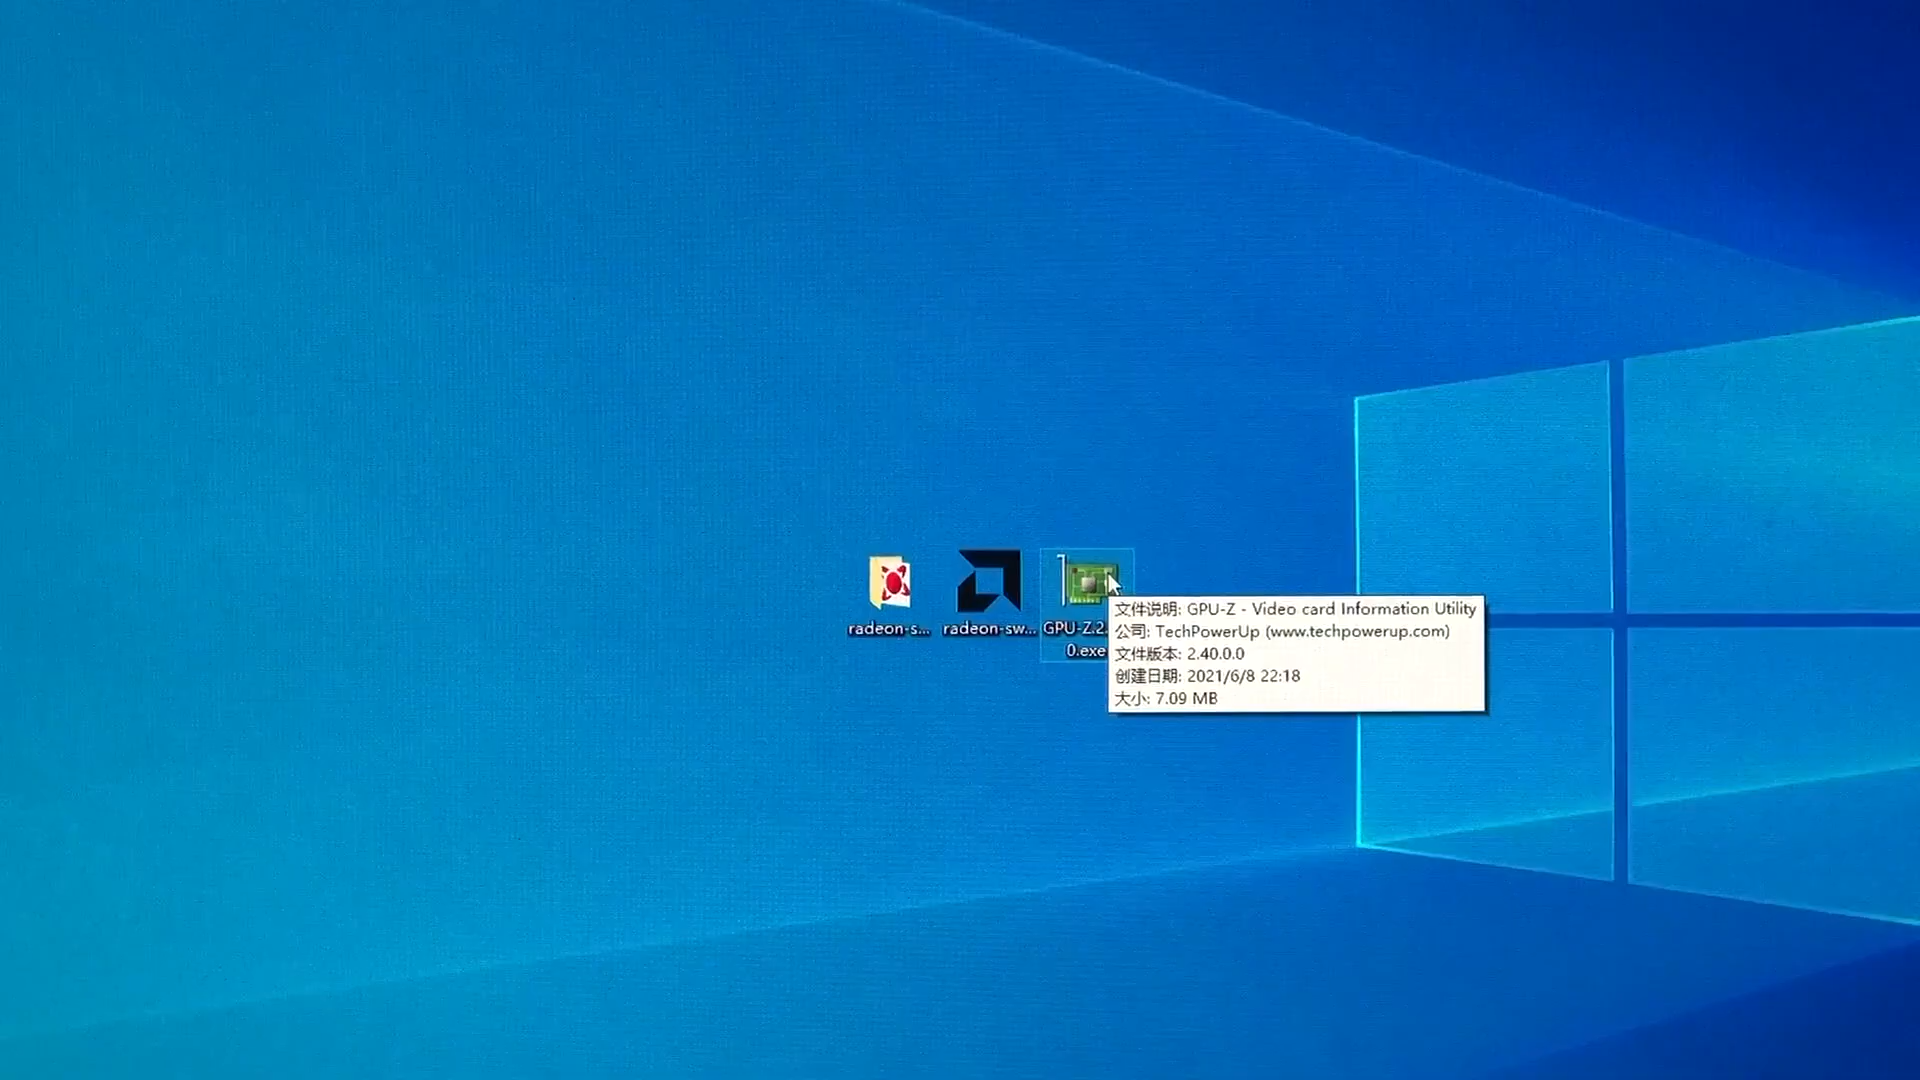 radeon-s...
radeon-sw...
GPU-Z.2.
0.exe
文件说明: GPU-Z - Video card Information Utility
公司: TechPowerUp (www.techpowerup.com)
文件版本: 2.40.0.0
创建日期: 2021/6/8 22:18
大小: 7.09 MB